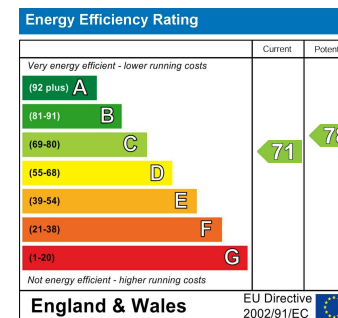 Energy Efficiency Rating
Current
Very energy efficient - lower running costs
(92 plus) A
(81-91) B
(69-80) C
71
(55-68) D
(39-54) E
(21-38) F
(1-20) G
Not energy efficient - higher running costs
England & Wales
EU Directive
2002/91/EC